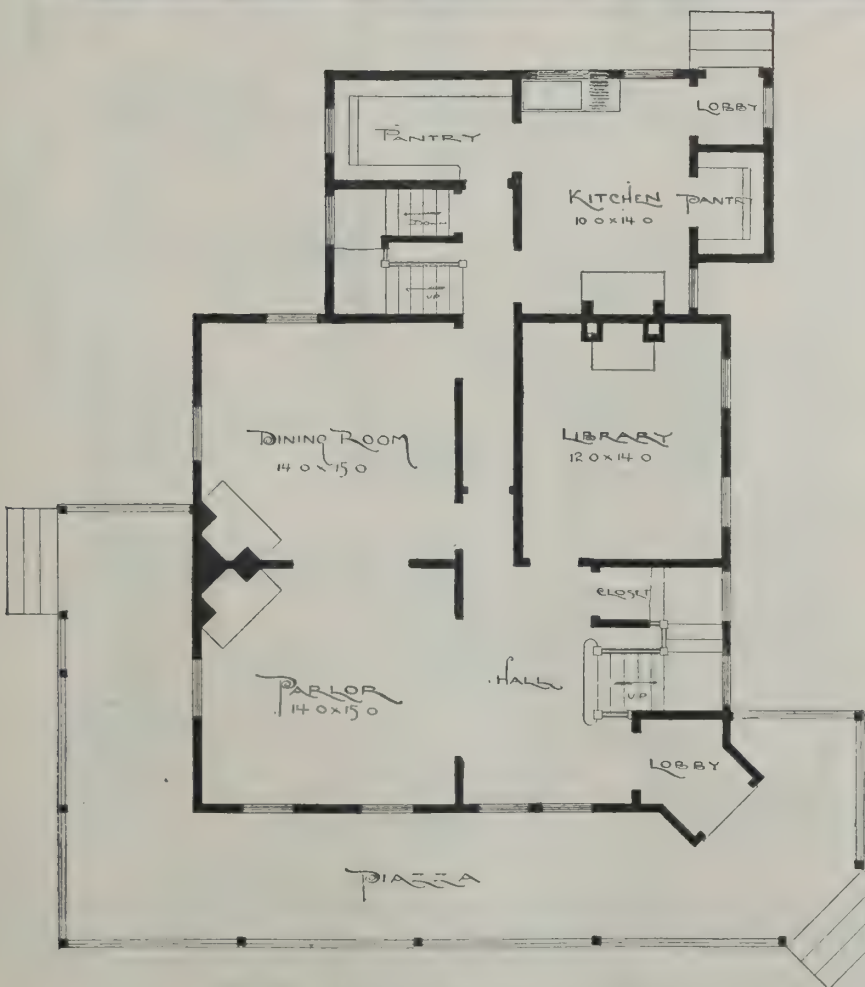 LOBBY
PANTRY
KITCHEN
10 0 x 14 0
PANTRY
UP
DINING ROOM
14 0 x 15 0
LIBRARY
12 0 x 14 0
CLOSET
HALL
PARLOR
14 0 x 15 0
UP
LOBBY
PIAZZA